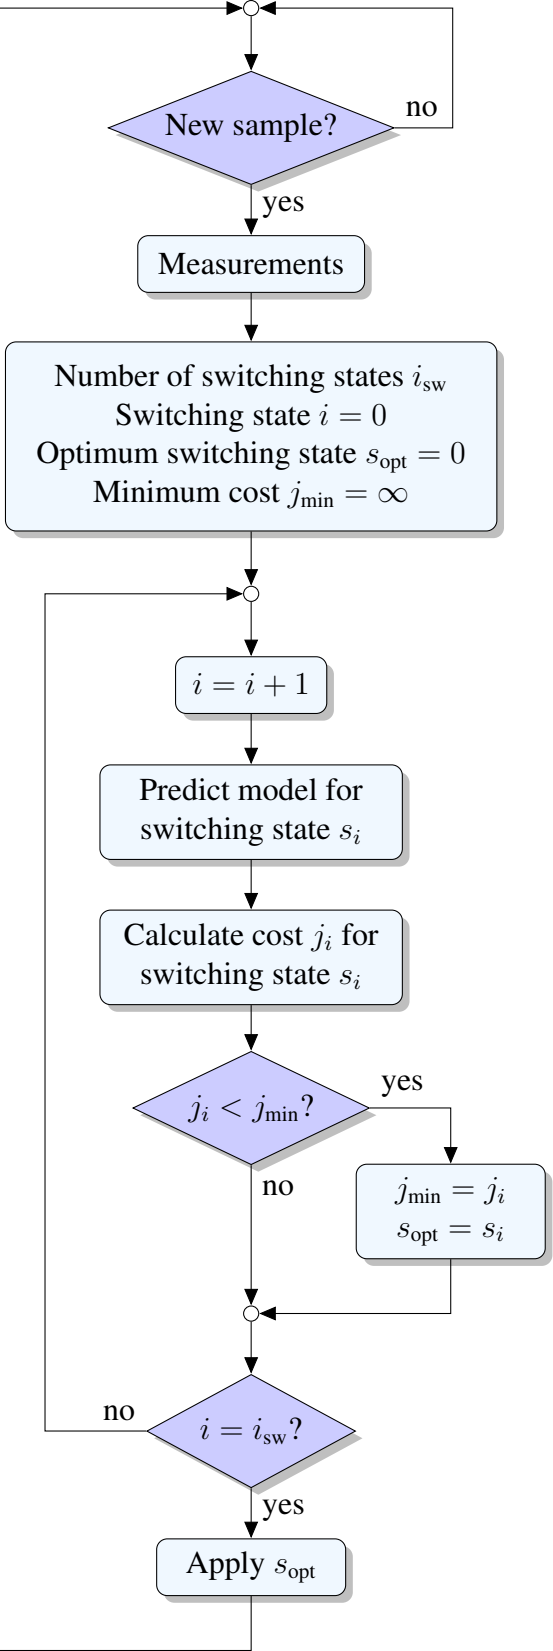 New sample?
no
yes
Measurements
Number of switching states i_sw
Switching state i = 0
Optimum switching state s_opt = 0
Minimum cost j_min = ∞
i = i + 1
Predict model for
switching state s_i
Calculate cost j_i for
switching state s_i
j_i < j_min?
yes
no
j_min = j_i
s_opt = s_i
i = i_sw?
no
yes
Apply s_opt